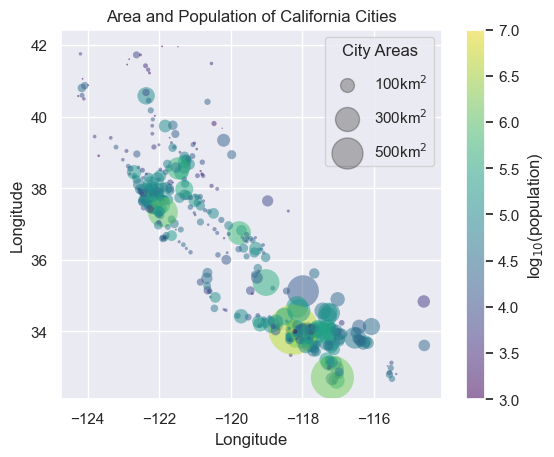 Area and Population of California Cities
City Areas
100km²
300km²
500km²
42
40
38
36
34
Longitude
−124
−122
−120
−118
−116
Longitude
7.0
6.5
6.0
5.5
5.0
4.5
4.0
3.5
3.0
log₁₀(population)